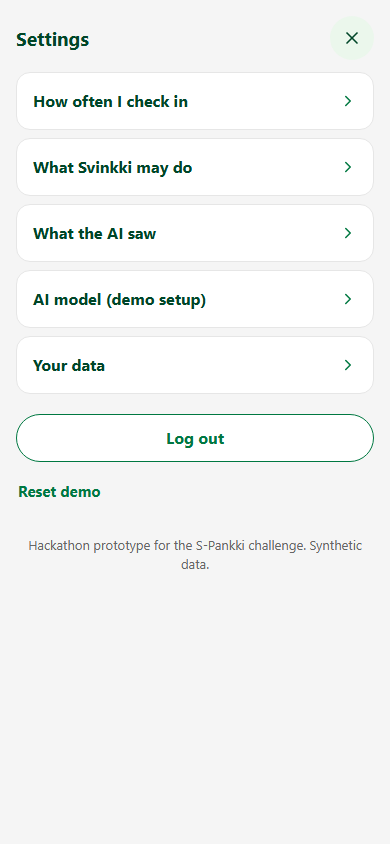 Settings
How often I check in
What Svinkki may do
What the AI saw
AI model (demo setup)
Your data
Log out
Reset demo
Hackathon prototype for the S-Pankki challenge. Synthetic
data.